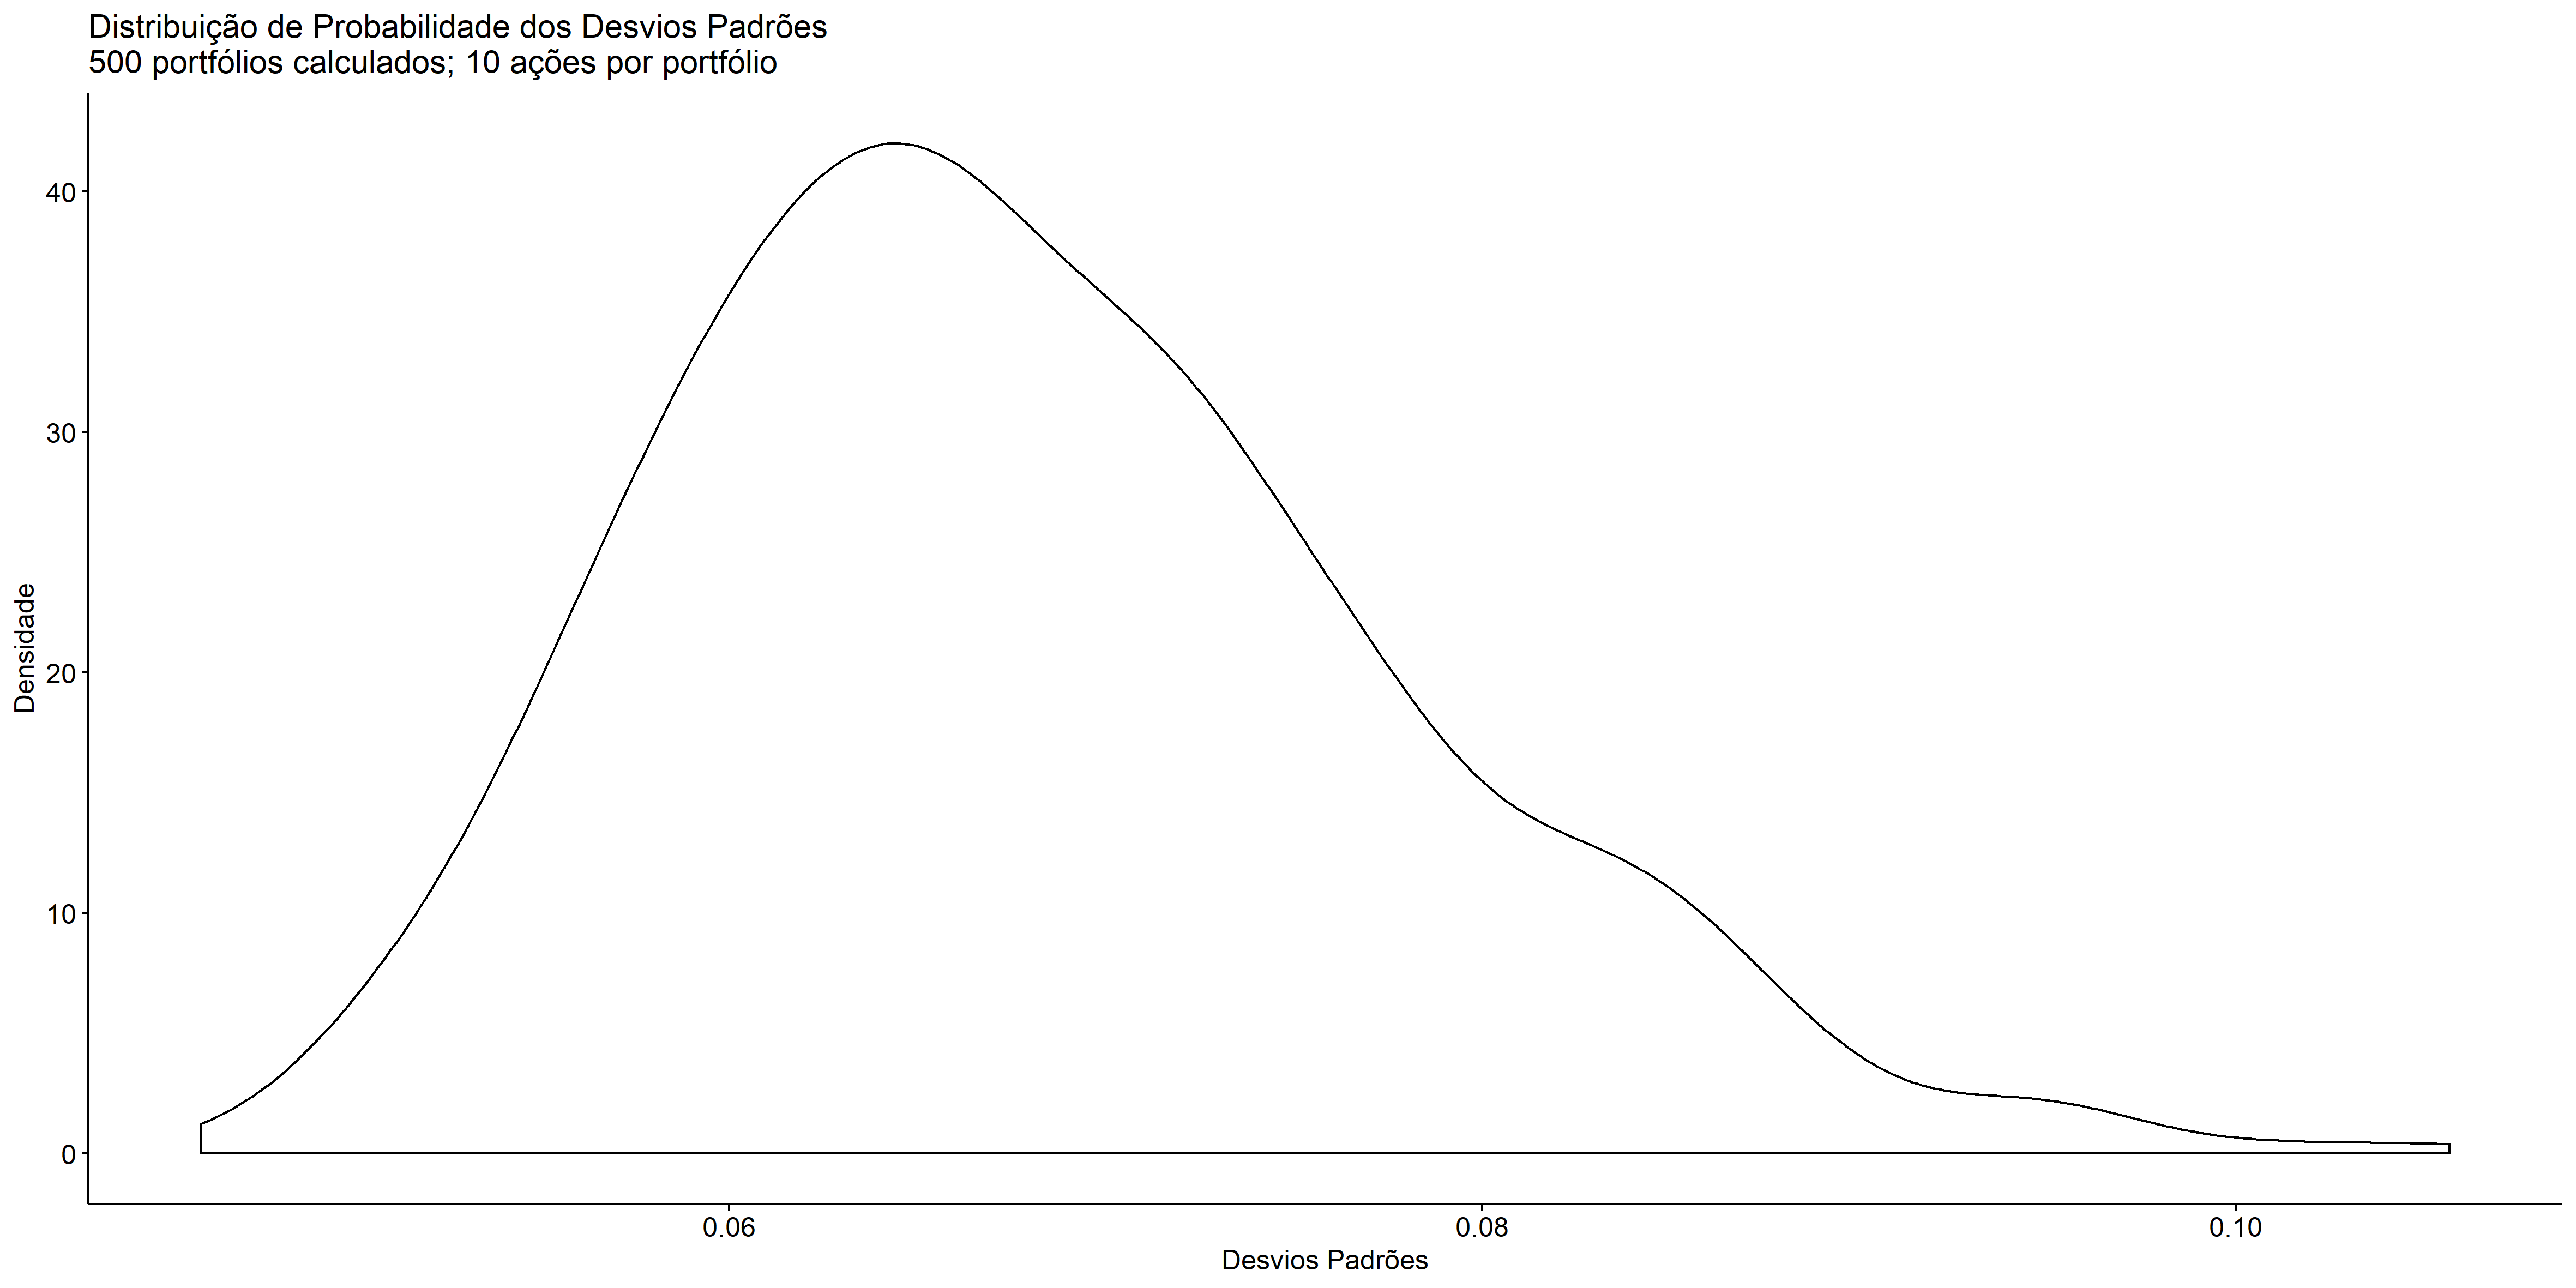 Distribuição de Probabilidade dos Desvios Padrões
500 portfólios calculados; 10 ações por portfólio
40
30
20
10
0
Densidade
0.06
0.08
0.10
Desvios Padrões